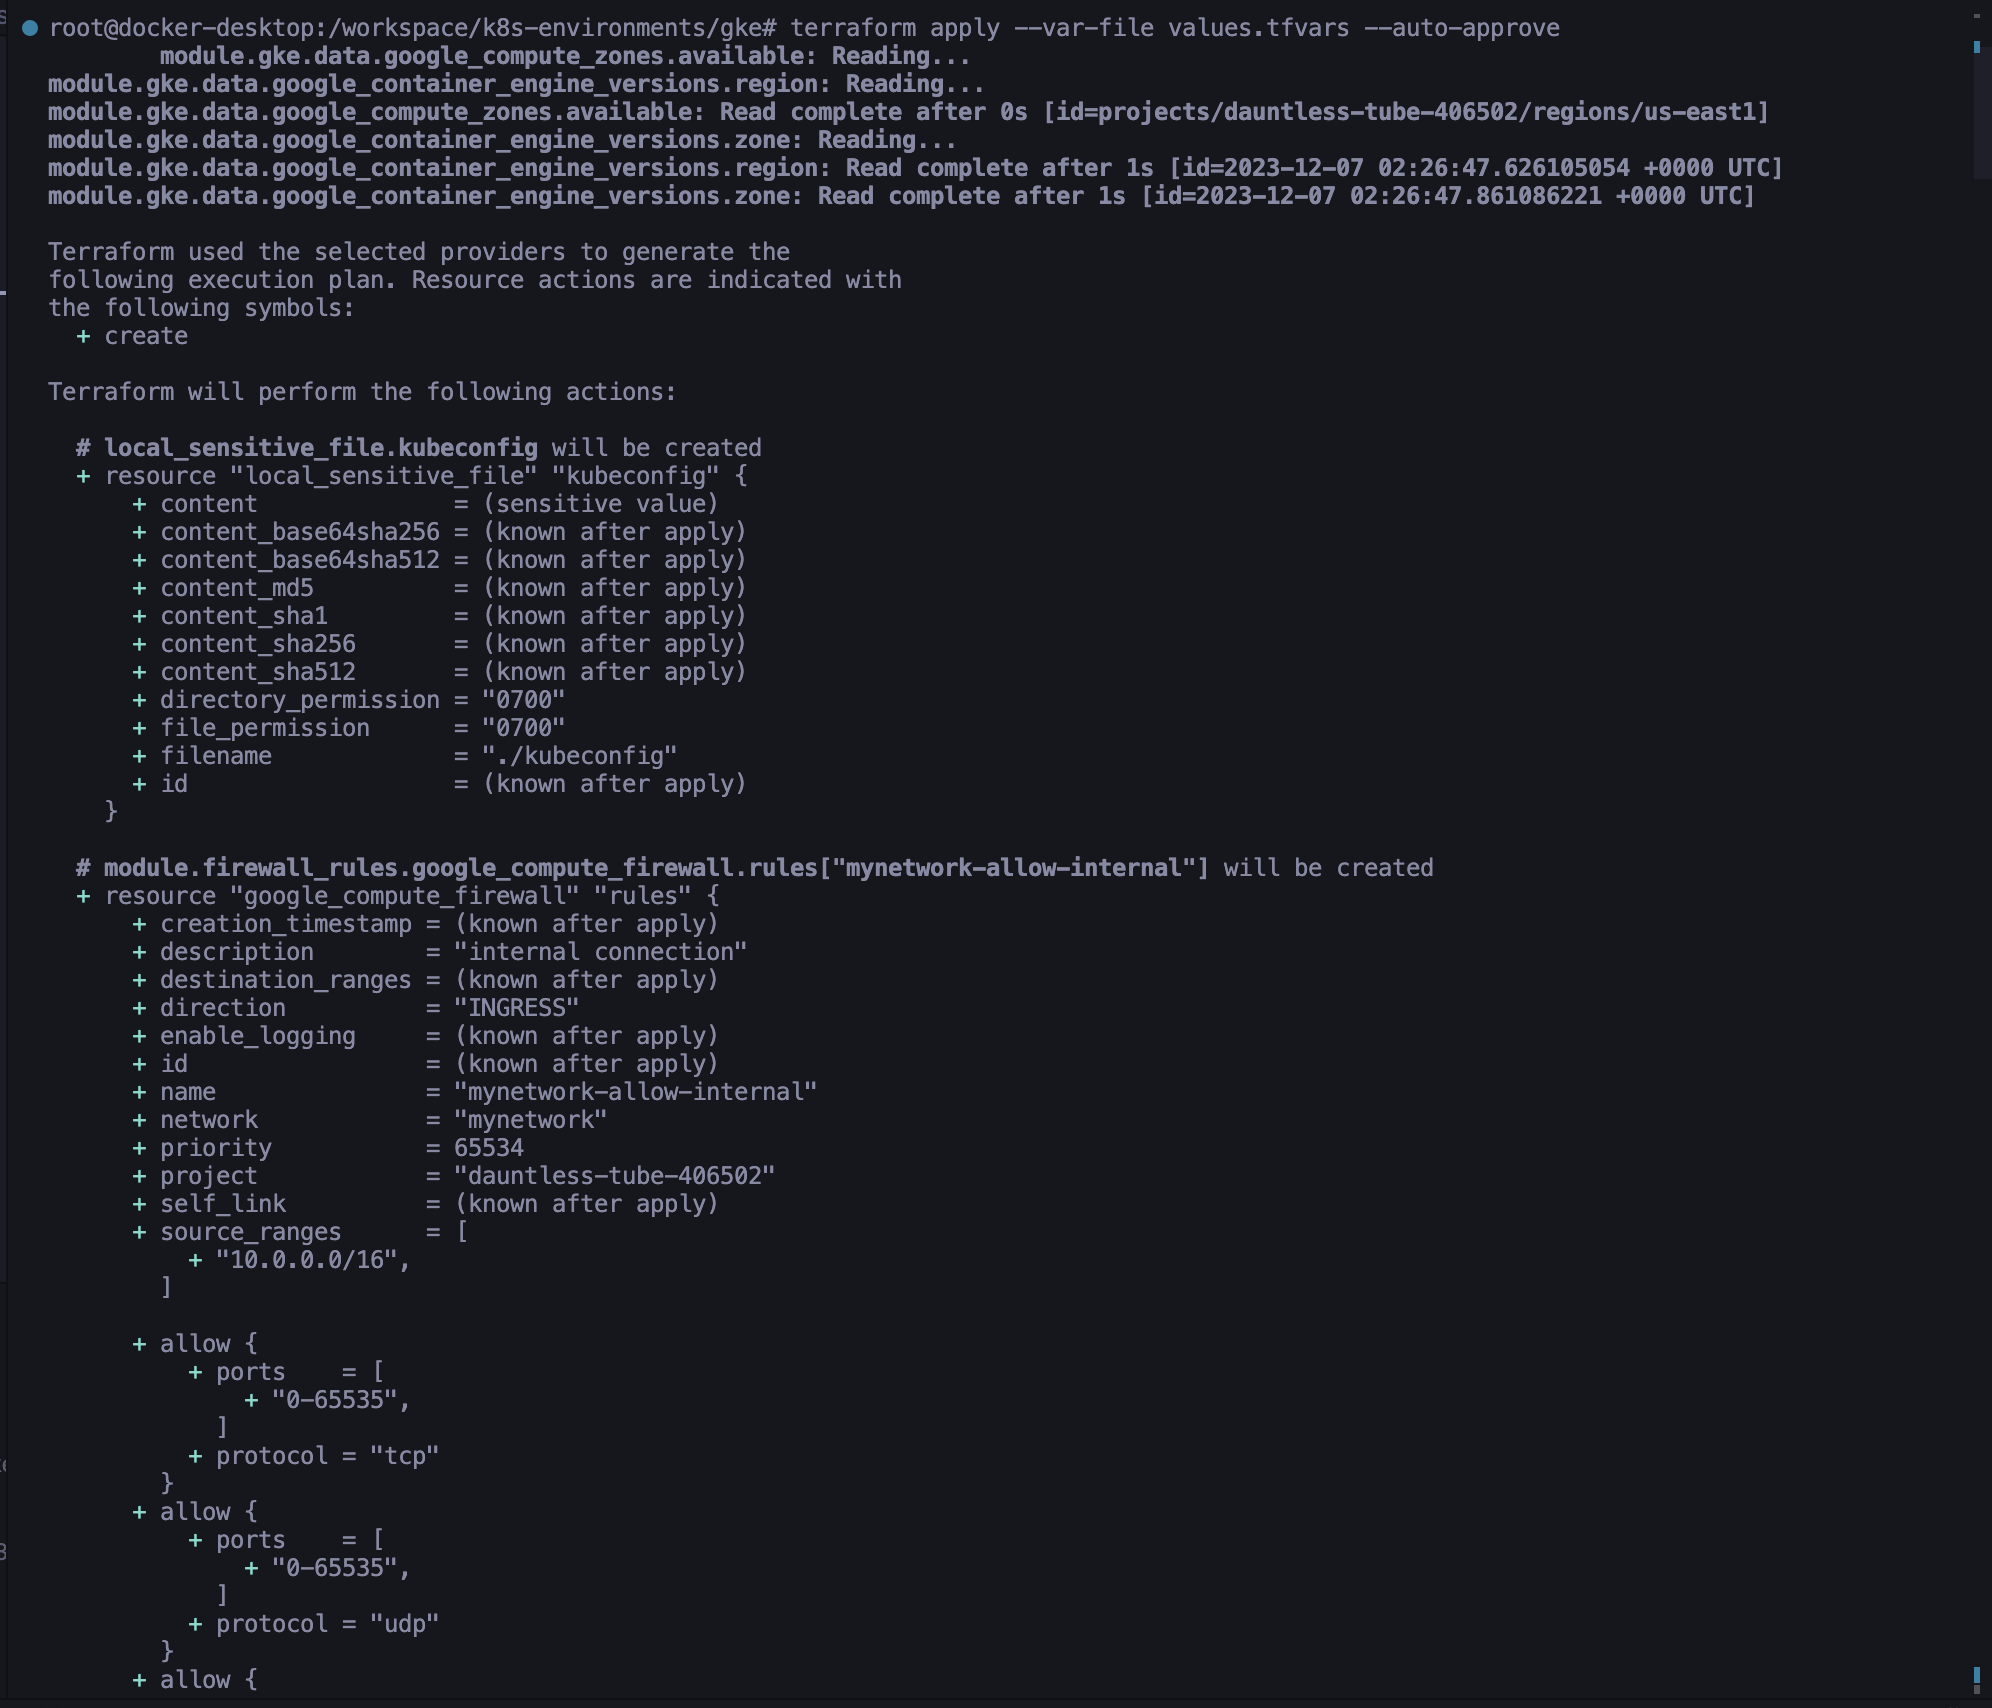 root@docker-desktop:/workspace/k8s-environments/gke# terraform apply --var-file values.tfvars --auto-approve
        module.gke.data.google_compute_zones.available: Reading...
module.gke.data.google_container_engine_versions.region: Reading...
module.gke.data.google_compute_zones.available: Read complete after 0s [id=projects/dauntless-tube-406502/regions/us-east1]
module.gke.data.google_container_engine_versions.zone: Reading...
module.gke.data.google_container_engine_versions.region: Read complete after 1s [id=2023-12-07 02:26:47.626105054 +0000 UTC]
module.gke.data.google_container_engine_versions.zone: Read complete after 1s [id=2023-12-07 02:26:47.861086221 +0000 UTC]

Terraform used the selected providers to generate the
following execution plan. Resource actions are indicated with
the following symbols:
  + create

Terraform will perform the following actions:

  # local_sensitive_file.kubeconfig will be created
  + resource "local_sensitive_file" "kubeconfig" {
      + content              = (sensitive value)
      + content_base64sha256 = (known after apply)
      + content_base64sha512 = (known after apply)
      + content_md5          = (known after apply)
      + content_sha1         = (known after apply)
      + content_sha256       = (known after apply)
      + content_sha512       = (known after apply)
      + directory_permission = "0700"
      + file_permission      = "0700"
      + filename             = "./kubeconfig"
      + id                   = (known after apply)
    }

  # module.firewall_rules.google_compute_firewall.rules["mynetwork-allow-internal"] will be created
  + resource "google_compute_firewall" "rules" {
      + creation_timestamp = (known after apply)
      + description        = "internal connection"
      + destination_ranges = (known after apply)
      + direction          = "INGRESS"
      + enable_logging     = (known after apply)
      + id                 = (known after apply)
      + name               = "mynetwork-allow-internal"
      + network            = "mynetwork"
      + priority           = 65534
      + project            = "dauntless-tube-406502"
      + self_link          = (known after apply)
      + source_ranges      = [
          + "10.0.0.0/16",
        ]

      + allow {
          + ports    = [
              + "0-65535",
            ]
          + protocol = "tcp"
        }
      + allow {
          + ports    = [
              + "0-65535",
            ]
          + protocol = "udp"
        }
      + allow {